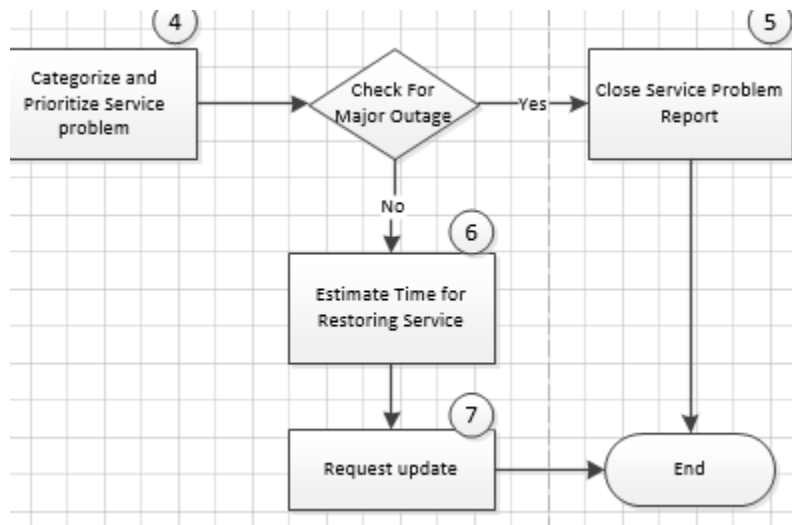 4
Categorize and
Prioritize Service
problem
Check For
Major Outage
Yes
5
Close Service Problem
Report
No
6
Estimate Time for
Restoring Service
7
Request update
End